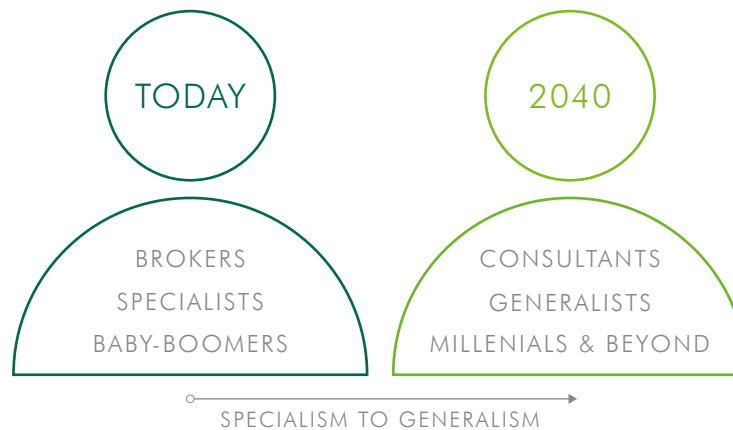 TODAY
BROKERS
SPECIALISTS
BABY-BOOMERS
2040
CONSULTANTS
GENERALISTS
MILLENIALS & BEYOND
SPECIALISM TO GENERALISM